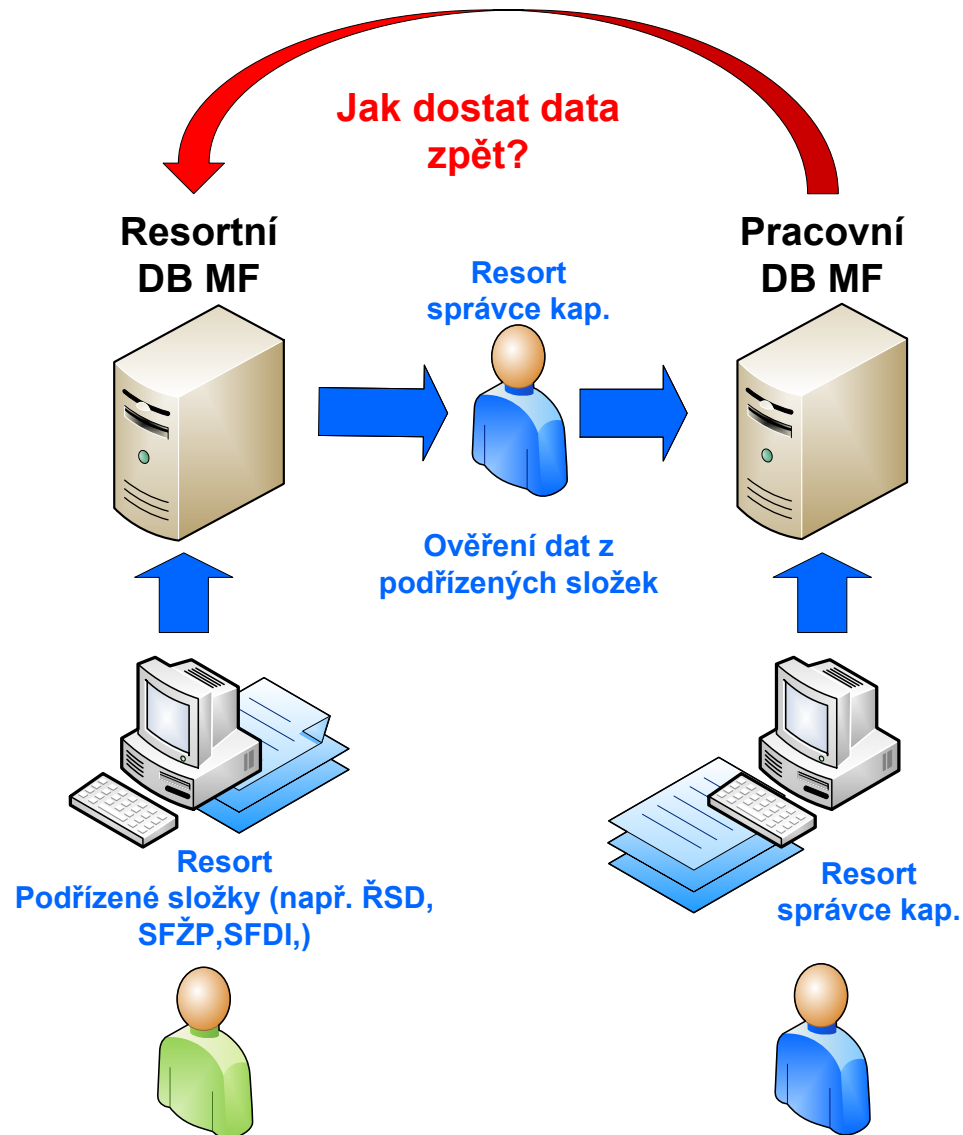 Jak dostat data
zpět?
Resortní
DB MF
Pracovní
DB MF
Resort
správce kap.
Ověření dat z
podřízených složek
Resort
Podřízené složky (např. ŘSD,
SFŽP,SFDI,)
Resort
správce kap.